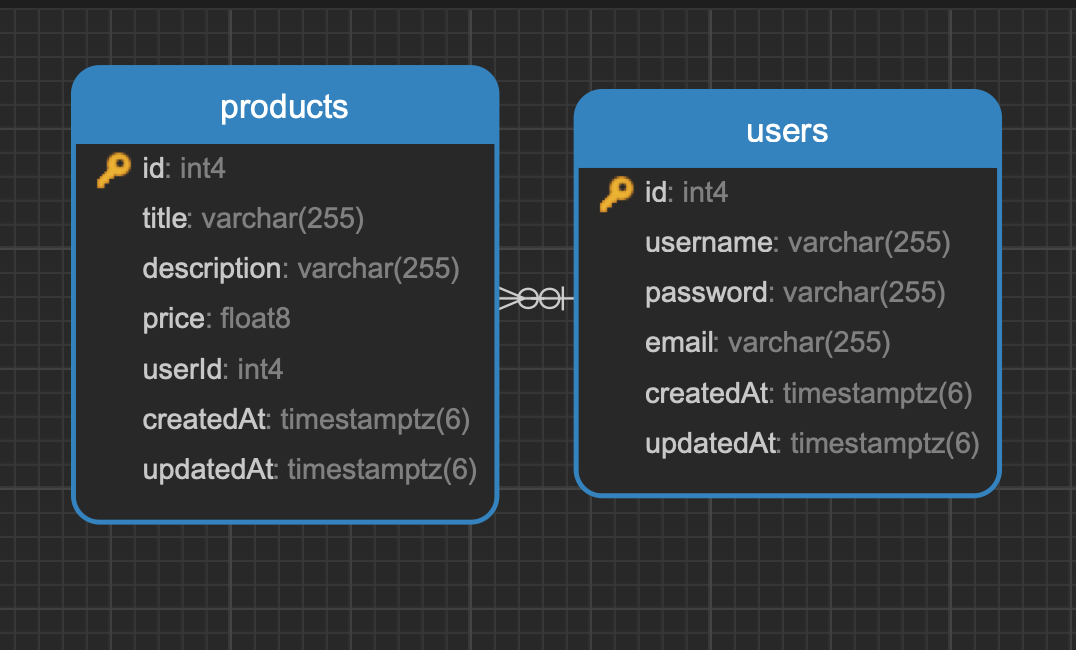 products
id: int4
title: varchar(255)
description: varchar(255)
price: float8
userId: int4
createdAt: timestamptz(6)
updatedAt: timestamptz(6)
users
id: int4
username: varchar(255)
password: varchar(255)
email: varchar(255)
createdAt: timestamptz(6)
updatedAt: timestamptz(6)